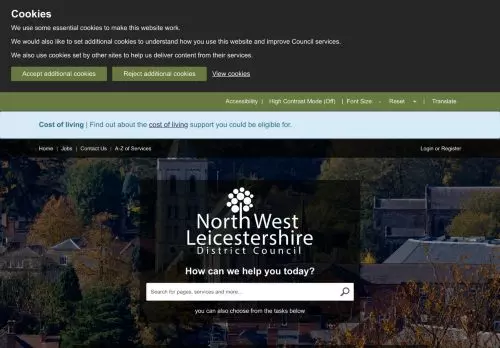 Cookies
We use some essential cookies to make this website work.
We would also like to set additional cookies to understand how you use this website and improve Council services.
We also use cookies set by other sites to help us deliver content from their services.
Accept additional cookies Reject additional cookies View cookies
Accessibility | High Contrast Mode (Off) | Font Size - Reset + | Translate
Cost of living | Find out about the cost of living support you could be eligible for.
Home | Jobs | Contact Us | A-Z of Services Login or Register
North West
Leicestershire
District Council
How can we help you today?
Search for pages, services and more...
you can also choose from the tasks below